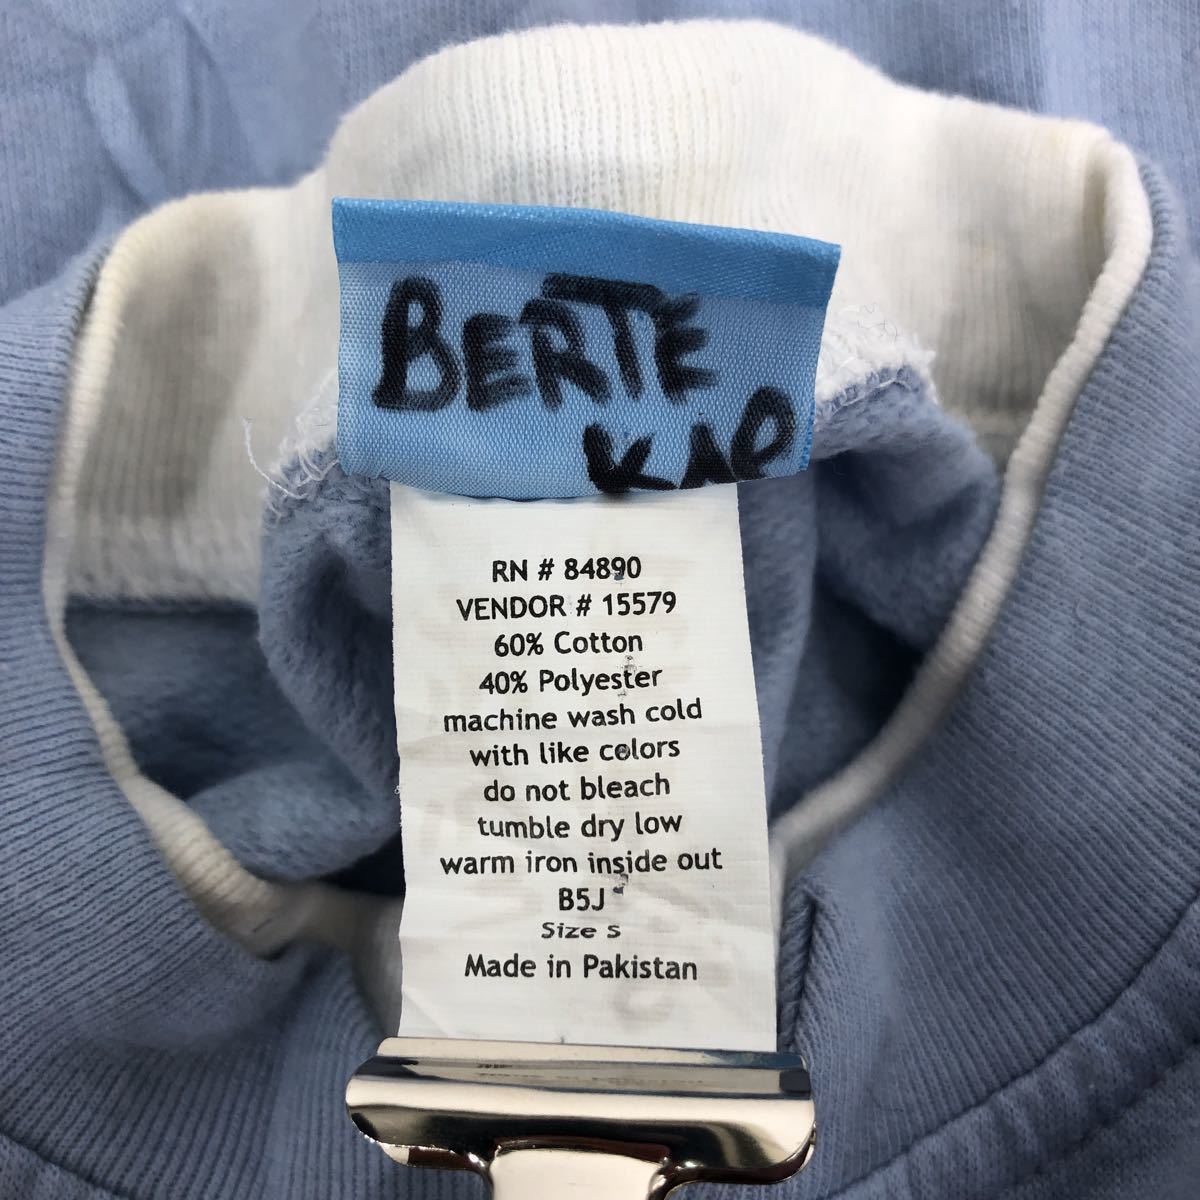 BERTE
KAR
RN # 84890
VENDOR # 15579
60% Cotton
40% Polyester
machine wash cold
with like colors
do not bleach
tumble dry low
warm iron inside out
B5J
Size S
Made in Pakistan